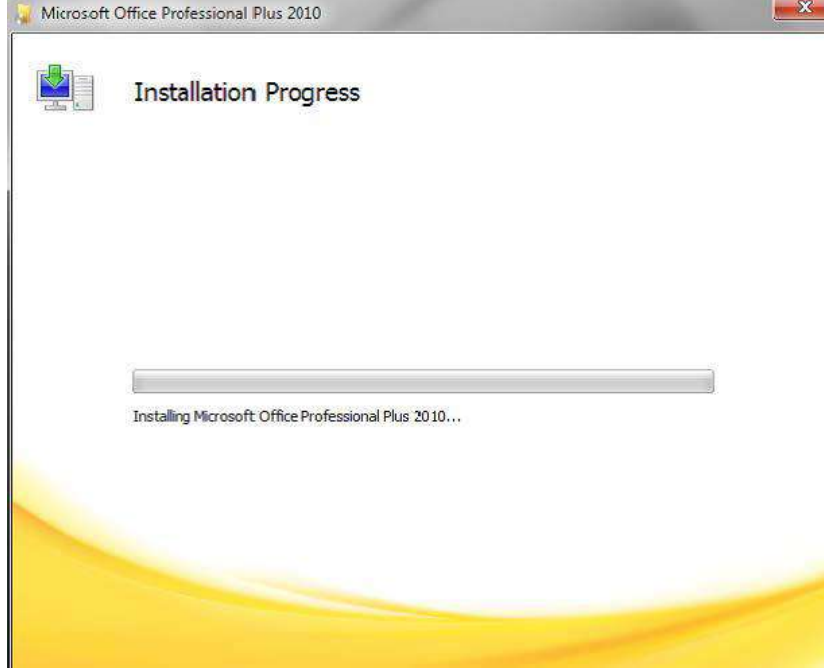 Microsoft Office Professional Plus 2010
Installation Progress
Installing Microsoft Office Professional Plus 2010...